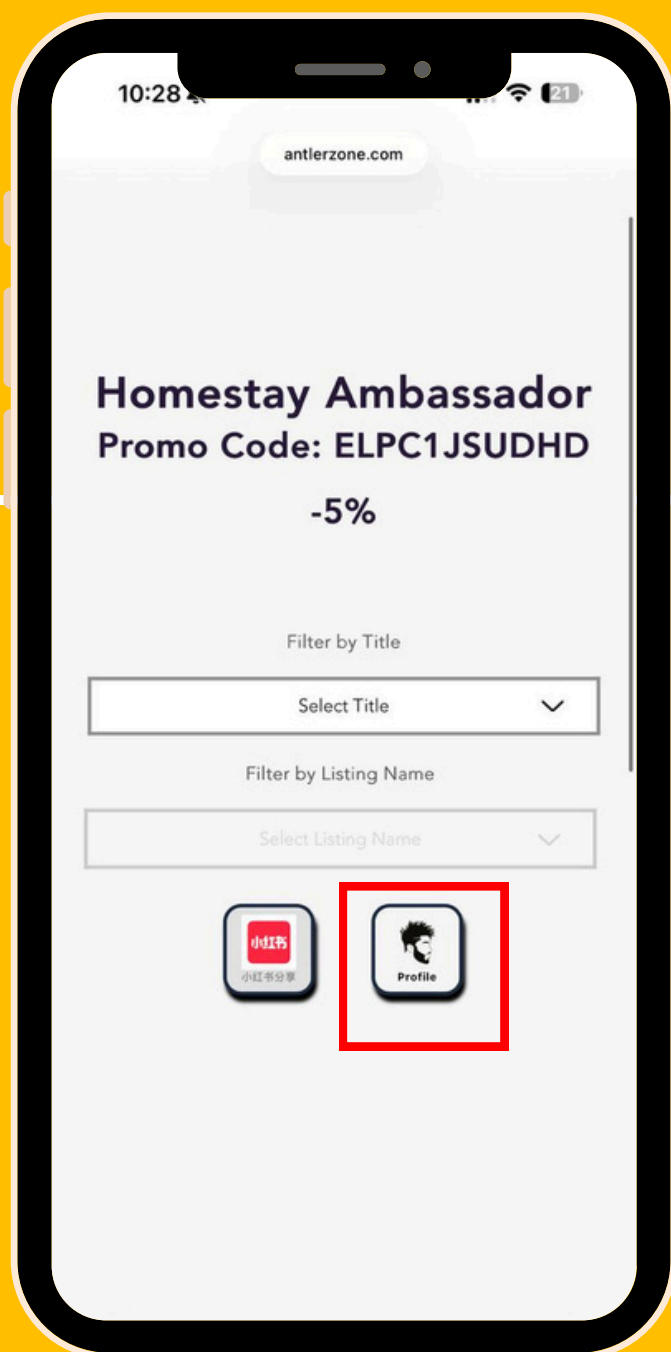 10:28
21
antlerzone.com
Homestay Ambassador
Promo Code: ELPC1JSUDHD
-5%
Filter by Title
Select Title
Filter by Listing Name
Select Listing Name
小红书
小红书分享
Profile